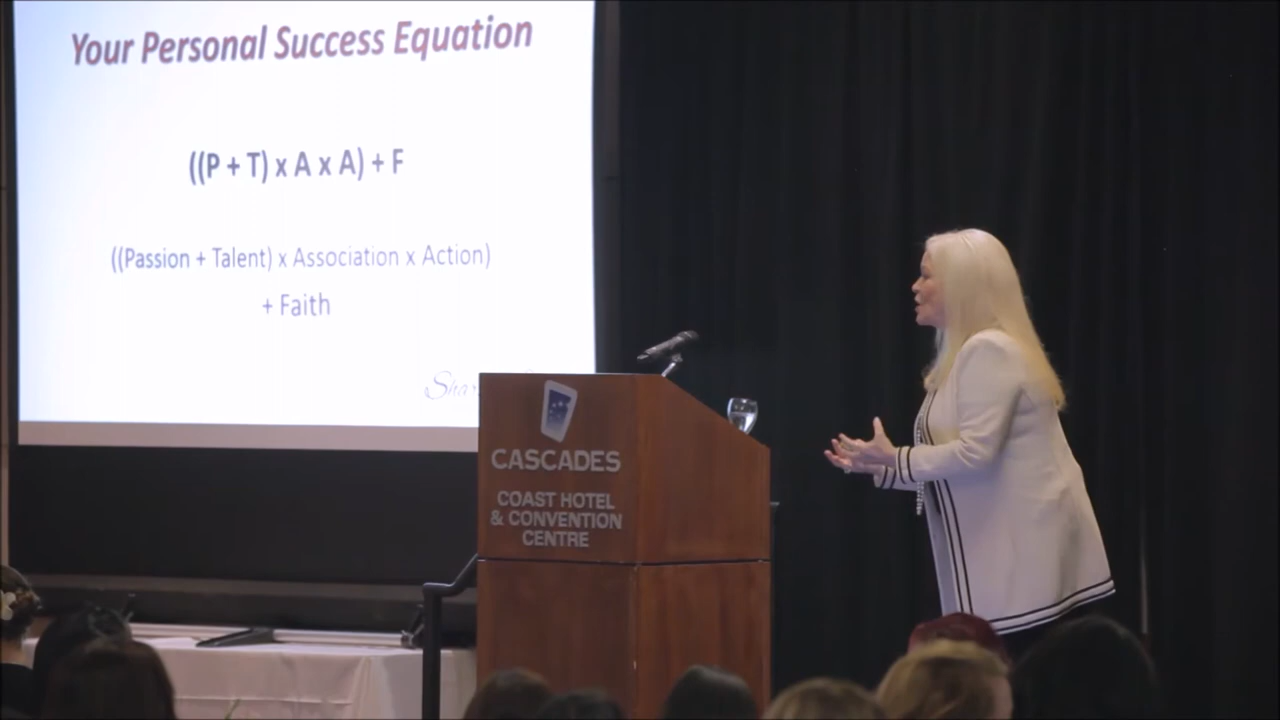 Your Personal Success Equation
((P + T) x A x A) + F
((Passion + Talent) x Association x Action)
+ Faith
CASCADES
COAST HOTEL
& CONVENTION
CENTRE